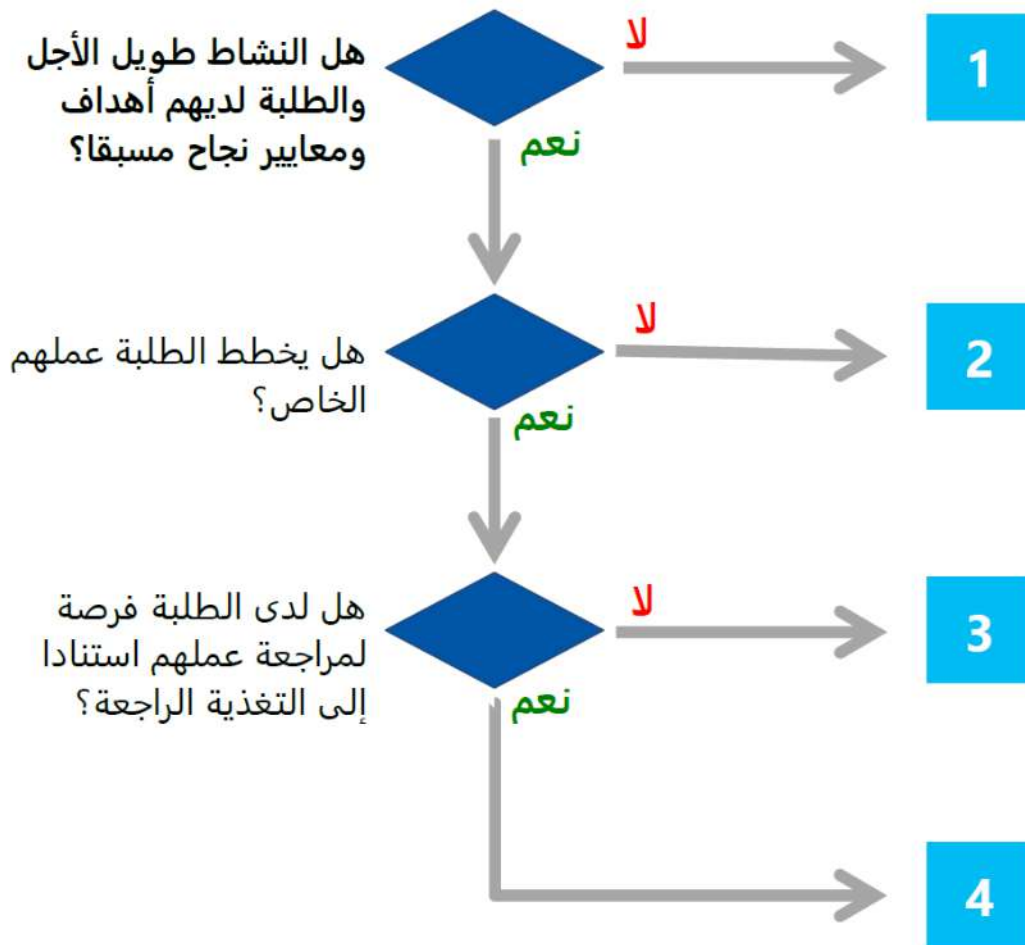 هل النشاط طويل الأجل
والطلبة لديهم أهداف
ومعايير نجاح مسبقا؟
لا
1
نعم
هل يخطط الطلبة عملهم
الخاص؟
لا
2
نعم
هل لدى الطلبة فرصة
لمراجعة عملهم استنادا
إلى التغذية الراجعة؟
لا
3
نعم
4